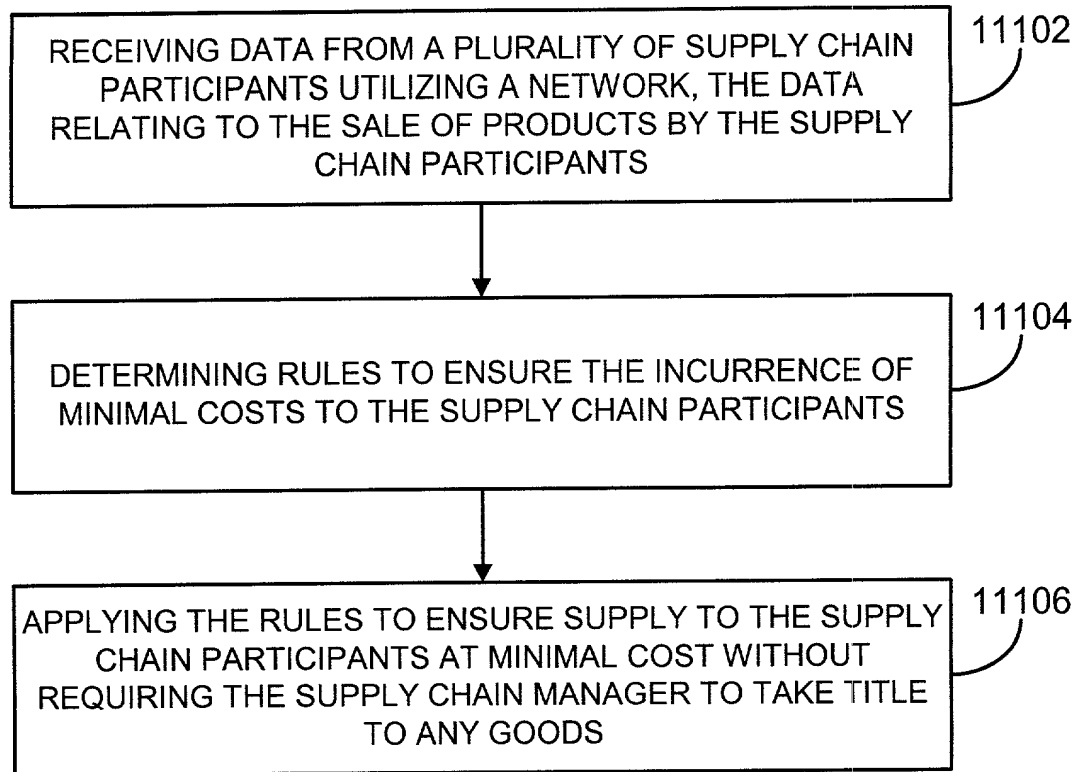 RECEIVING DATA FROM A PLURALITY OF SUPPLY CHAIN
PARTICIPANTS UTILIZING A NETWORK, THE DATA
RELATING TO THE SALE OF PRODUCTS BY THE SUPPLY
CHAIN PARTICIPANTS
11102
DETERMINING RULES TO ENSURE THE INCURRENCE OF
MINIMAL COSTS TO THE SUPPLY CHAIN PARTICIPANTS
11104
APPLYING THE RULES TO ENSURE SUPPLY TO THE SUPPLY
CHAIN PARTICIPANTS AT MINIMAL COST WITHOUT
REQUIRING THE SUPPLY CHAIN MANAGER TO TAKE TITLE
TO ANY GOODS
11106